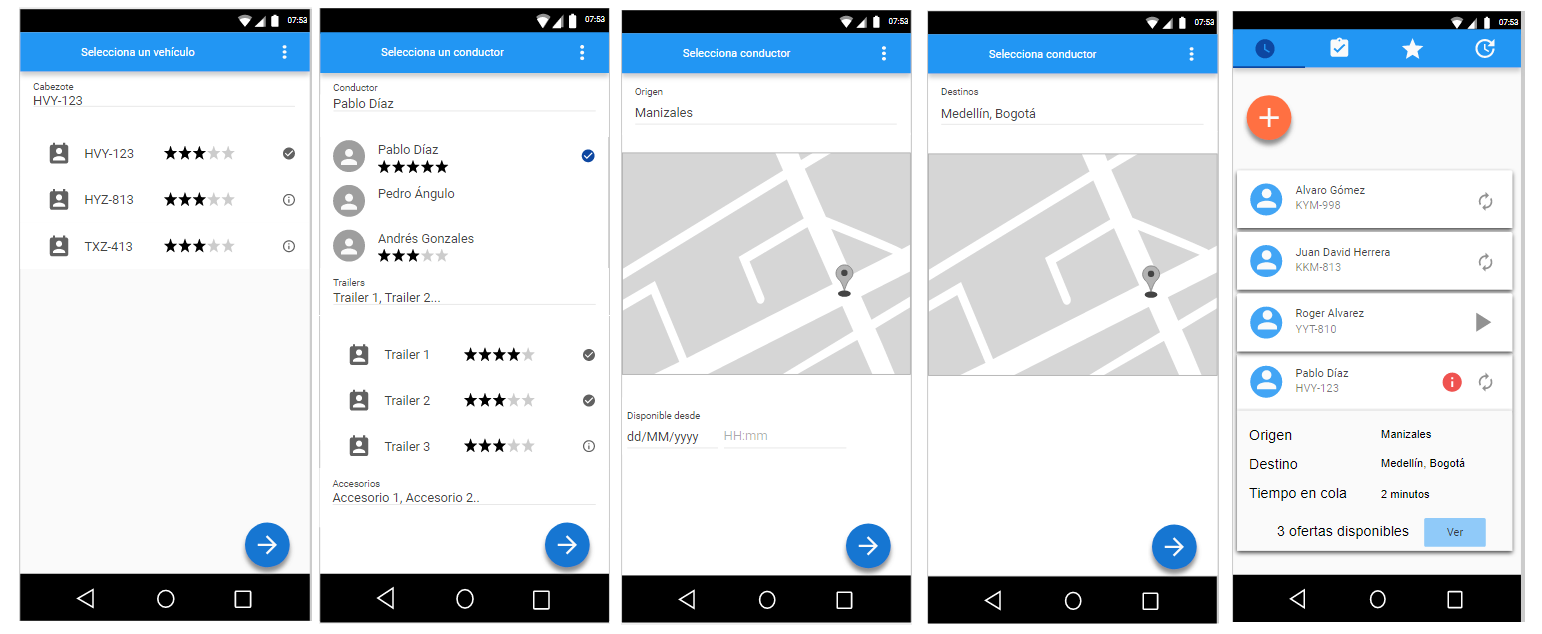 07:53
Selecciona un vehículo
Cabezote
HVY-123
HVY-123
HYZ-813
TXZ-413
07:53
Selecciona un conductor
Conductor
Pablo Díaz
Pablo Díaz
Pedro Ángulo
Andrés Gonzales
Trailers
Trailer 1, Trailer 2...
Trailer 1
Trailer 2
Trailer 3
Accesorios
Accesorio 1, Accesorio 2..
07:53
Selecciona conductor
Origen
Manizales
Disponible desde
dd/MM/yyyy HH:mm
07:53
Selecciona conductor
Destinos
Medellín, Bogotá
07:53
Alvaro Gómez
KYM-998
Juan David Herrera
KKM-813
Roger Alvarez
YYT-810
Pablo Díaz
HVY-123
Origen Manizales
Destino Medellín, Bogotá
Tiempo en cola 2 minutos
3 ofertas disponibles Ver